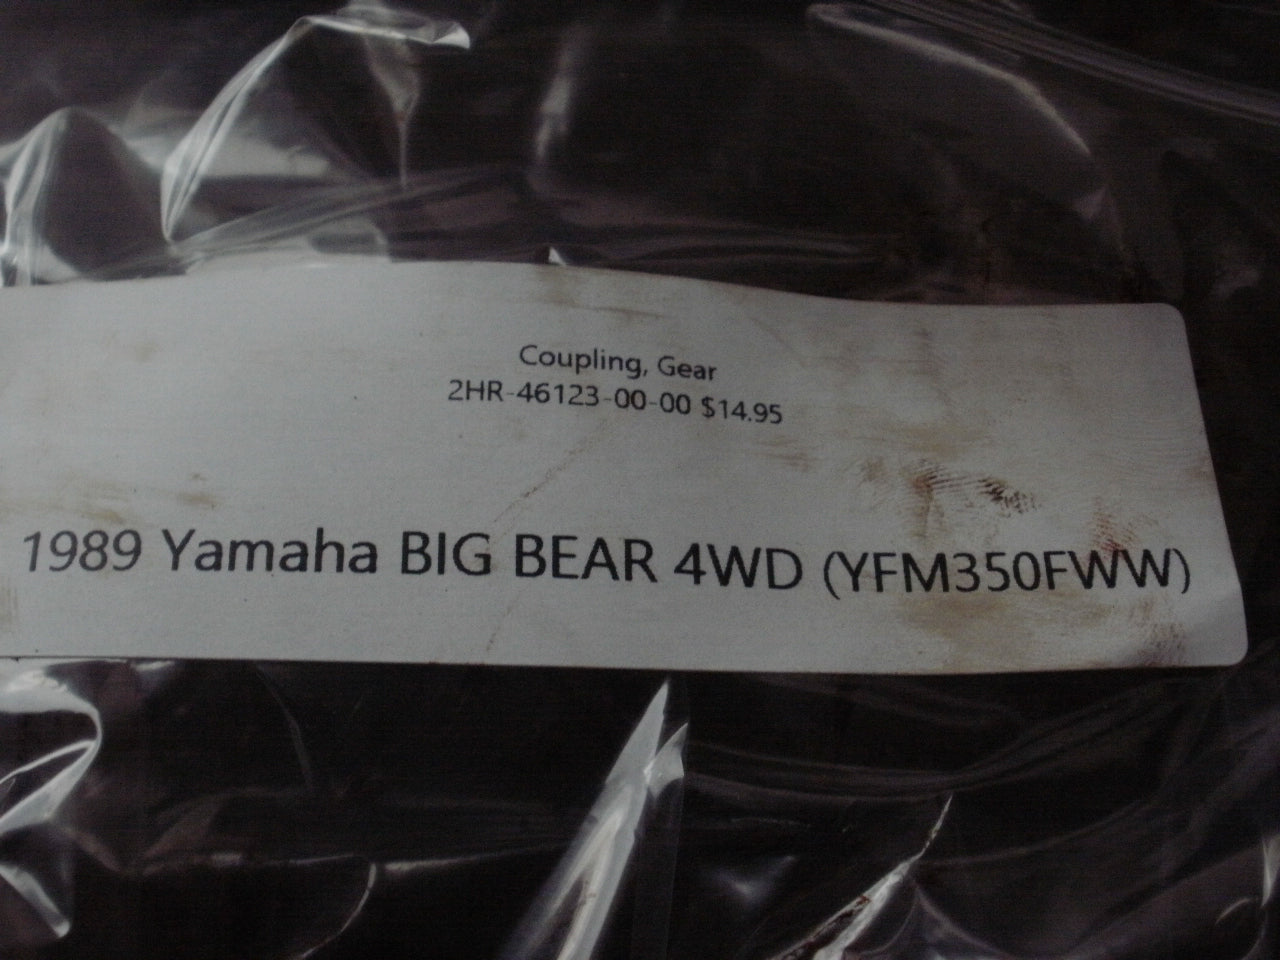 Coupling, Gear
2HR-46123-00-00 $14.95
1989 Yamaha BIG BEAR 4WD (YFM350FWW)